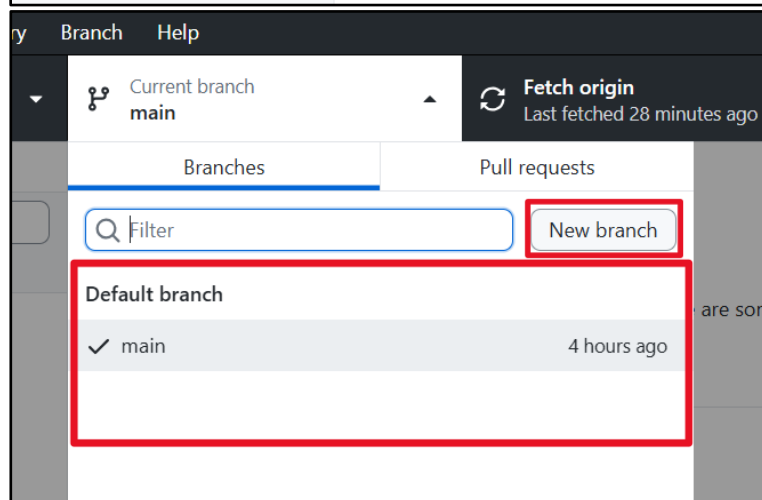 ry Branch Help
Current branch
main
Fetch origin
Last fetched 28 minutes ago
Branches Pull requests
Filter New branch
Default branch
main 4 hours ago
are sor